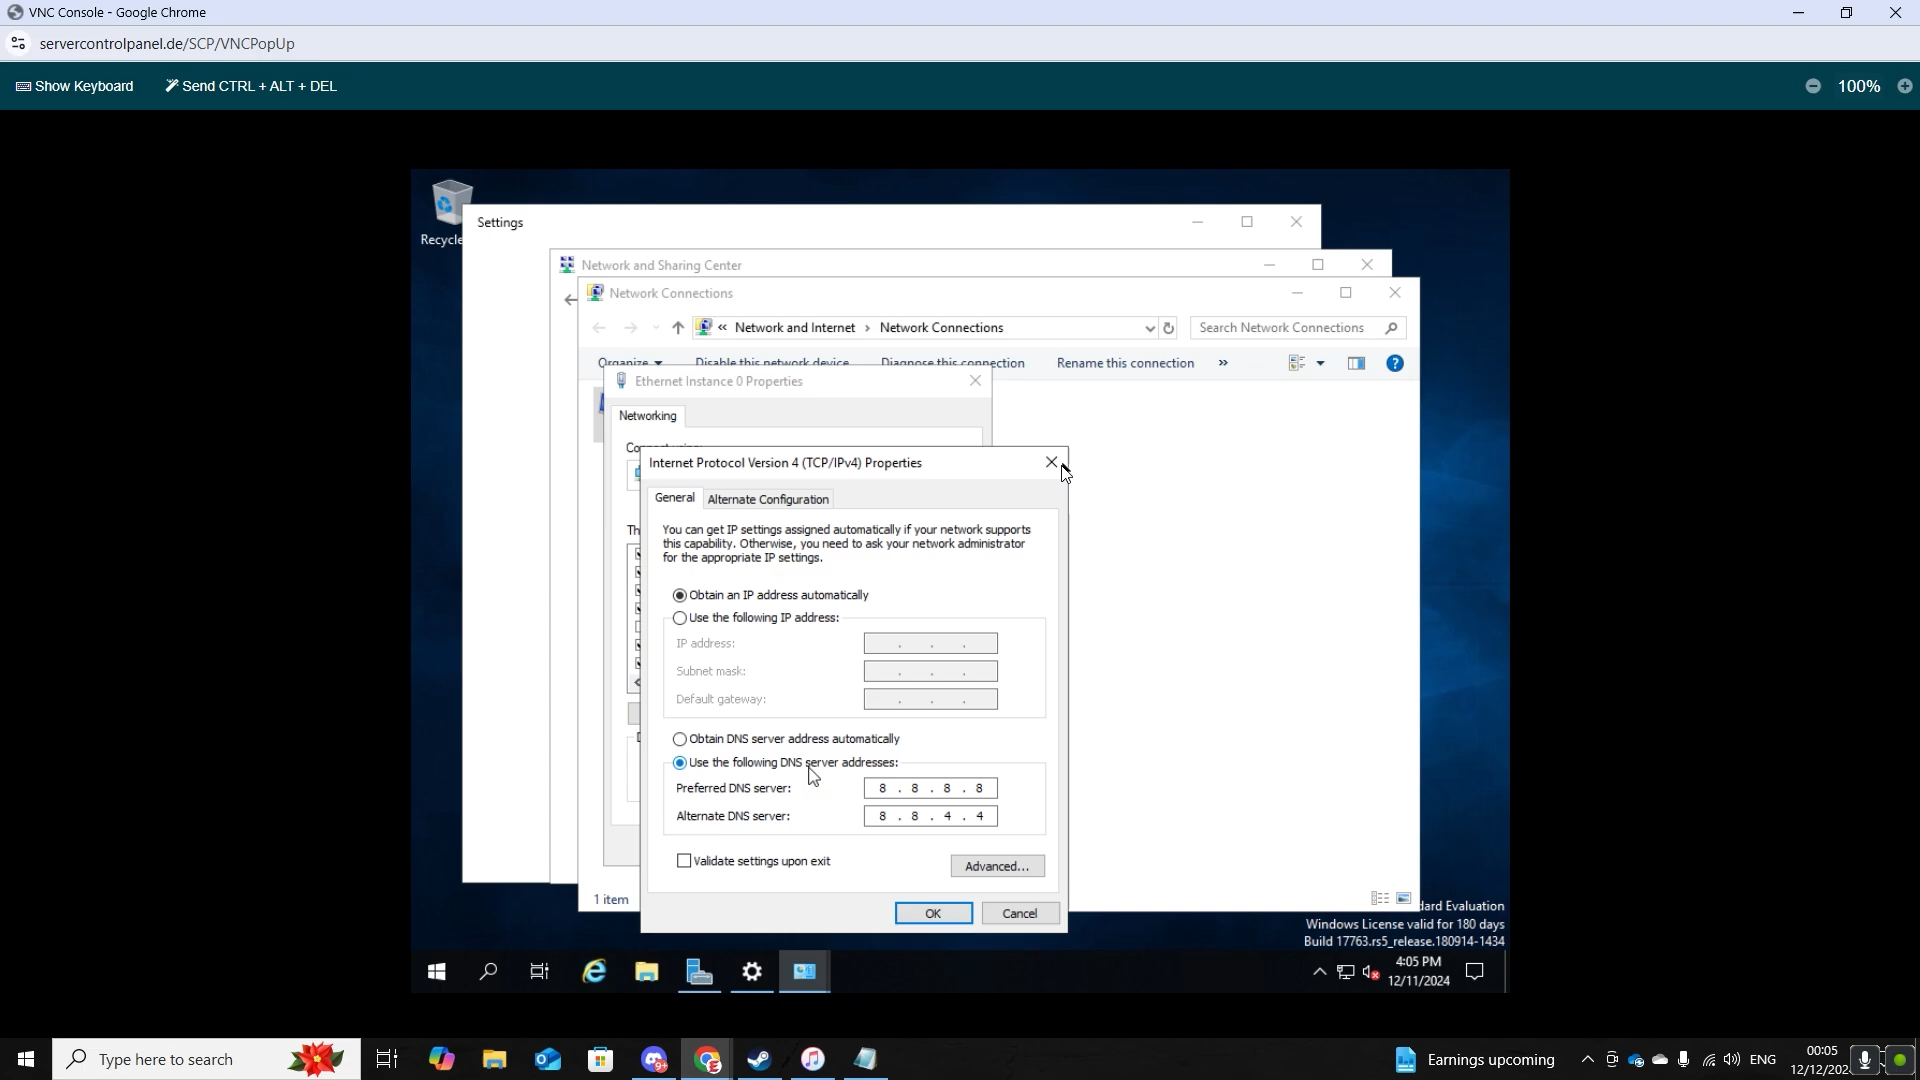 VNC Console - Google Chrome
servercontrolpanel.de/SCP/VNCPopUp
Show Keyboard
Send CTRL + ALT + DEL
100%
Recycle
Settings
Network and Sharing Center
Network Connections
« Network and Internet › Network Connections
Search Network Connections
Organize
Disable this network device
Diagnose this connection
Rename this connection
»
Ethernet Instance 0 Properties
Networking
Internet Protocol Version 4 (TCP/IPv4) Properties
General
Alternate Configuration
You can get IP settings assigned automatically if your network supports
this capability. Otherwise, you need to ask your network administrator
for the appropriate IP settings.
Obtain an IP address automatically
Use the following IP address:
IP address:
Subnet mask:
Default gateway:
Obtain DNS server address automatically
Use the following DNS server addresses:
Preferred DNS server:
8 . 8 . 8 . 8
Alternate DNS server:
8 . 8 . 4 . 4
Validate settings upon exit
Advanced...
OK
Cancel
1 item
dard Evaluation
Windows License valid for 180 days
Build 17763.rs5_release.180914-1434
4:05 PM
12/11/2024
Type here to search
Earnings upcoming
ENG
00:05
12/12/202